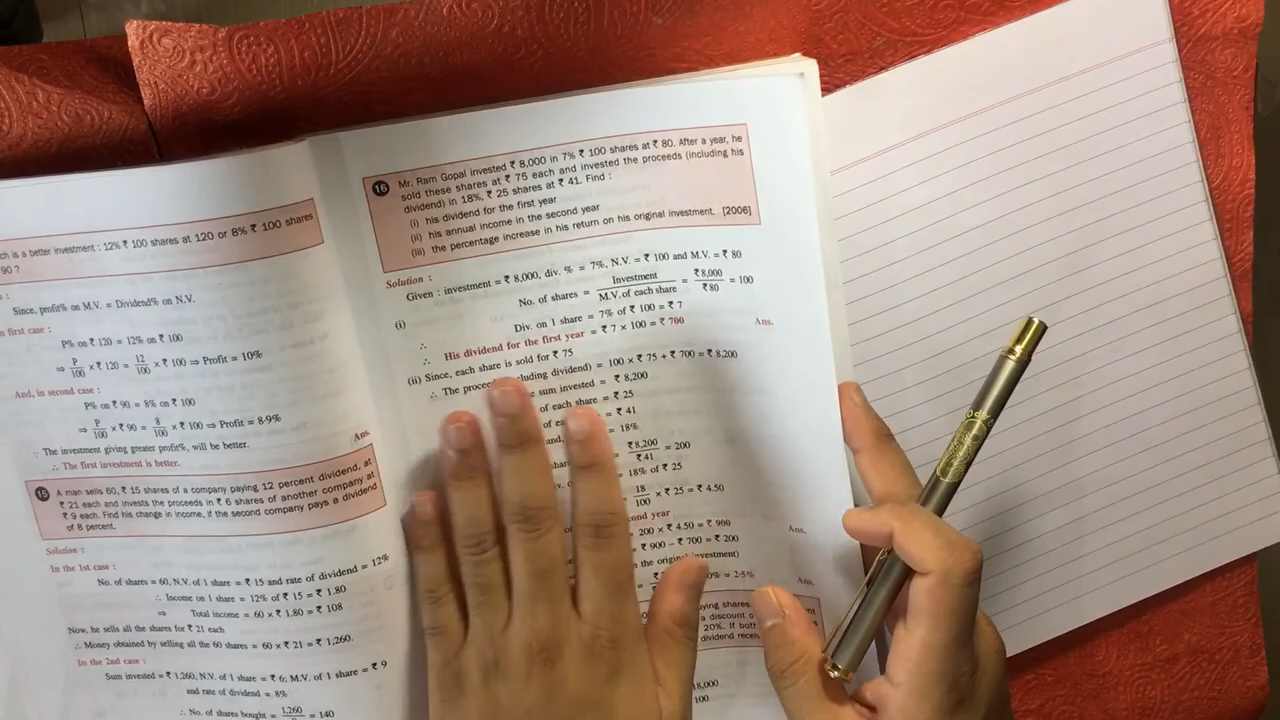 ch is a better investment : 12% ₹ 100 shares at 120 or 8% ₹ 100 shares
90 ?
Since, profit% on M.V. = Dividend% on N.V.
n first case :
P% on ₹ 120 = 12% on ₹ 100
⇒ P/100 × ₹ 120 = 12/100 × ₹ 100 ⇒ Profit = 10%
And, in second case :
P% on ₹ 90 = 8% on ₹ 100
⇒ P/100 × ₹ 90 = 8/100 × ₹ 100 ⇒ Profit = 8·9%
∵ The investment giving greater profit%, will be better.
∴ The first investment is better. Ans.
15 A man sells 60, ₹ 15 shares of a company paying 12 percent dividend, at
₹ 21 each and invests the proceeds in ₹ 6 shares of another company at
₹ 9 each. Find his change in income, if the second company pays a dividend
of 8 percent.
Solution :
In the 1st case :
No. of shares = 60, N.V. of 1 share = ₹ 15 and rate of dividend = 12%
∴ Income on 1 share = 12% of ₹ 15 = ₹ 1.80
⇒ Total income = 60 × ₹ 1.80 = ₹ 108
Now, he sells all the shares for ₹ 21 each
∴ Money obtained by selling all the 60 shares = 60 × ₹ 21 = ₹ 1,260.
In the 2nd case :
Sum invested = ₹ 1,260, N.V. of 1 share = ₹ 6; M.V. of 1 share = ₹ 9
and rate of dividend = 8%
∴ No. of shares bought = 1,260/ = 140
16 Mr. Ram Gopal invested ₹ 8,000 in 7% ₹ 100 shares at ₹ 80. After a year, he
sold these shares at ₹ 75 each and invested the proceeds (including his
dividend) in 18%, ₹ 25 shares at ₹ 41. Find :
(i) his dividend for the first year
(ii) his annual income in the second year
(iii) the percentage increase in his return on his original investment. [2006]
Solution :
Given : investment = ₹ 8,000, div. % = 7%, N.V. = ₹ 100 and M.V. = ₹ 80
(i) No. of shares = Investment/M.V. of each share = ₹ 8,000/₹ 80 = 100
∴ Div. on 1 share = 7% of ₹ 100 = ₹ 7
∴ His dividend for the first year = ₹ 7 × 100 = ₹ 700 Ans.
(ii) Since, each share is sold for ₹ 75
∴ The dividend) = 100 × ₹ 75 + ₹ 700 = ₹ 8,200
sum invested = ₹ 8,200
of each share = ₹ 25
of = ₹ 41
= 18%
₹ 8,200/₹ 41 = 200
= 18% of ₹ 25
18/100 × ₹ 25 = ₹ 4.50
year
= 200 × ₹ 4.50 = ₹ 900 Ans.
= ₹ 900 − ₹ 700 = ₹ 200
the original investment)
= 2·5% Ans.
shares
a discount
20%. If
dividend
18,000
100